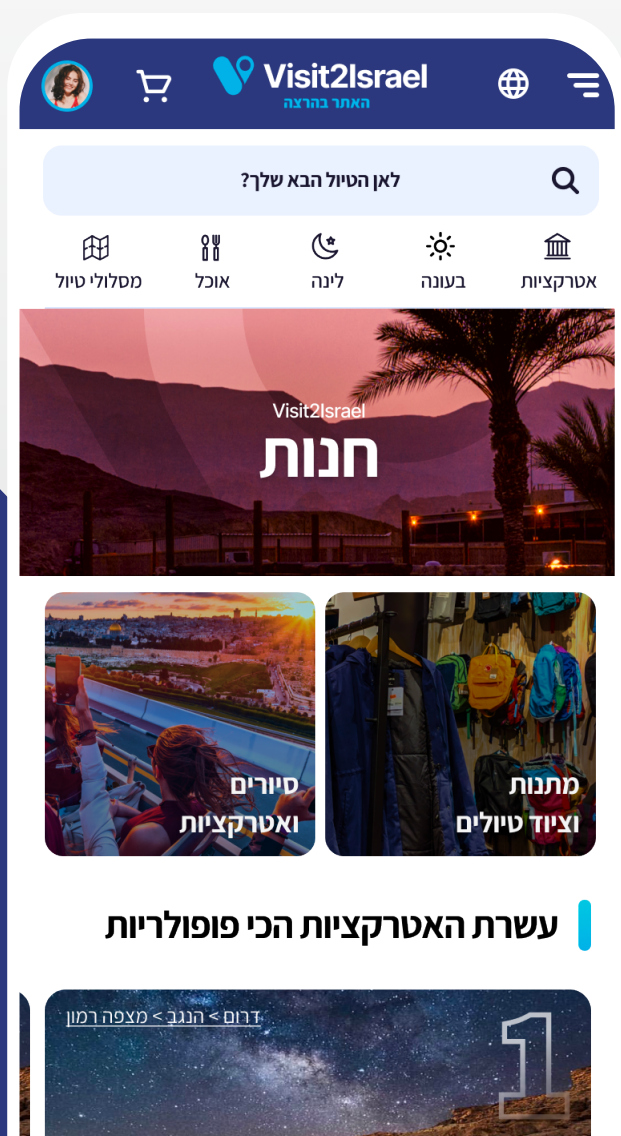 Visit2Israel
האתר בהרצה
לאן הטיול הבא שלך?
אטרקציות
בעונה
לינה
אוכל
מסלולי טיול
Visit2Israel
חנות
מתנות
וציוד טיולים
סיורים
ואטרקציות
עשרת האטרקציות הכי פופולריות
דרום > הנגב > מצפה רמון
1